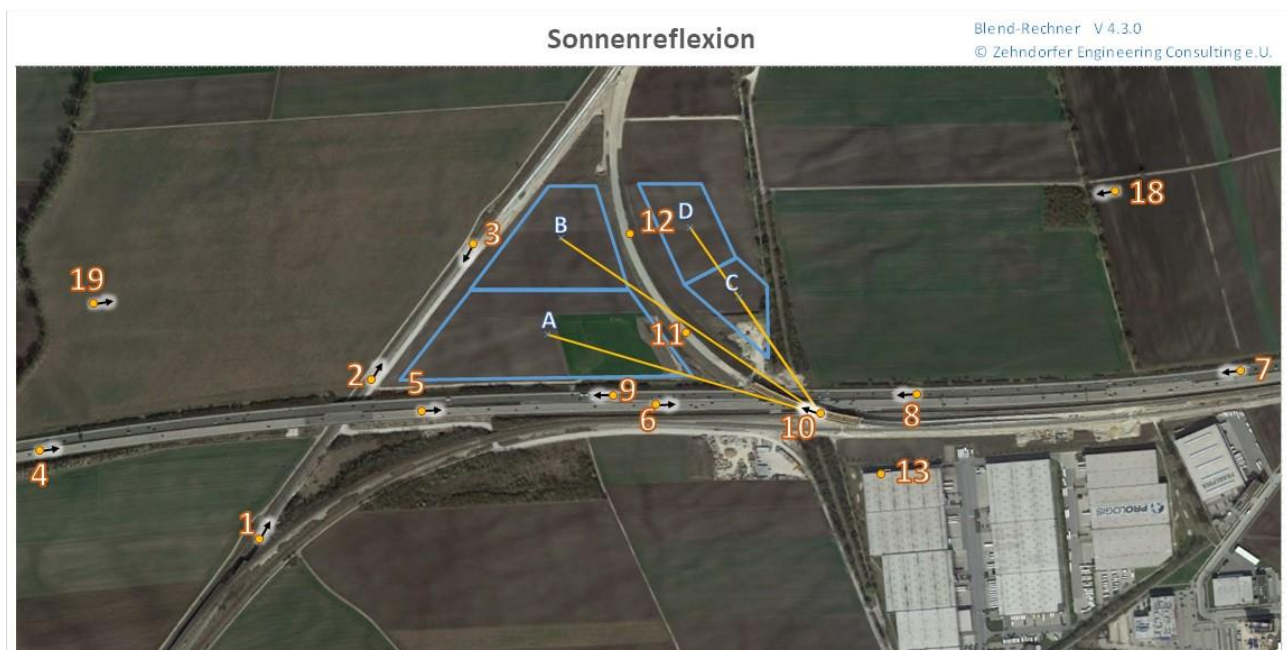 Sonnenreflexion
Blend-Rechner V 4.3.0
© Zehndorfer Engineering Consulting e.U.
18
12
D
B
3
19
C
A
11
2
5
7
9
8
6
10
4
13
1
PROLOGIS